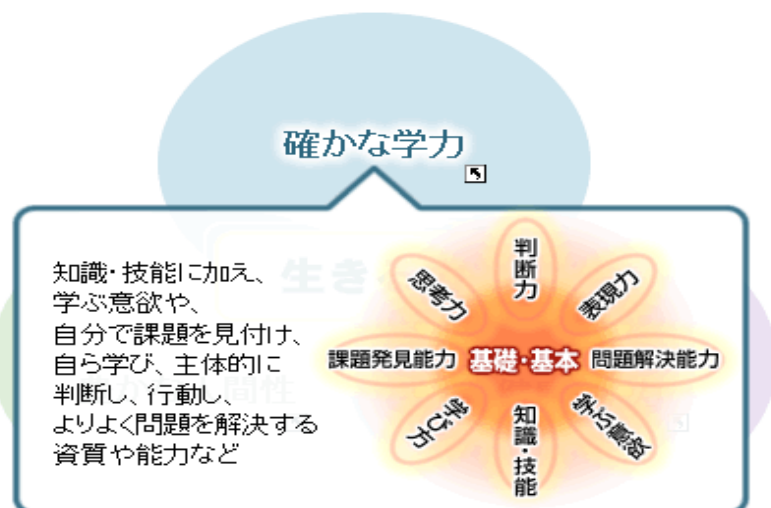 確かな学力
知識・技能に加え、
学ぶ意欲や、
自分で課題を見付け、
自ら学び、主体的に
判断し、行動し、
よりよく問題を解決する
資質や能力など
判断力
思考力
表現力
課題発見能力
基礎・基本
問題解決能力
学び方
知識・技能
学ぶ意欲
生き
間性